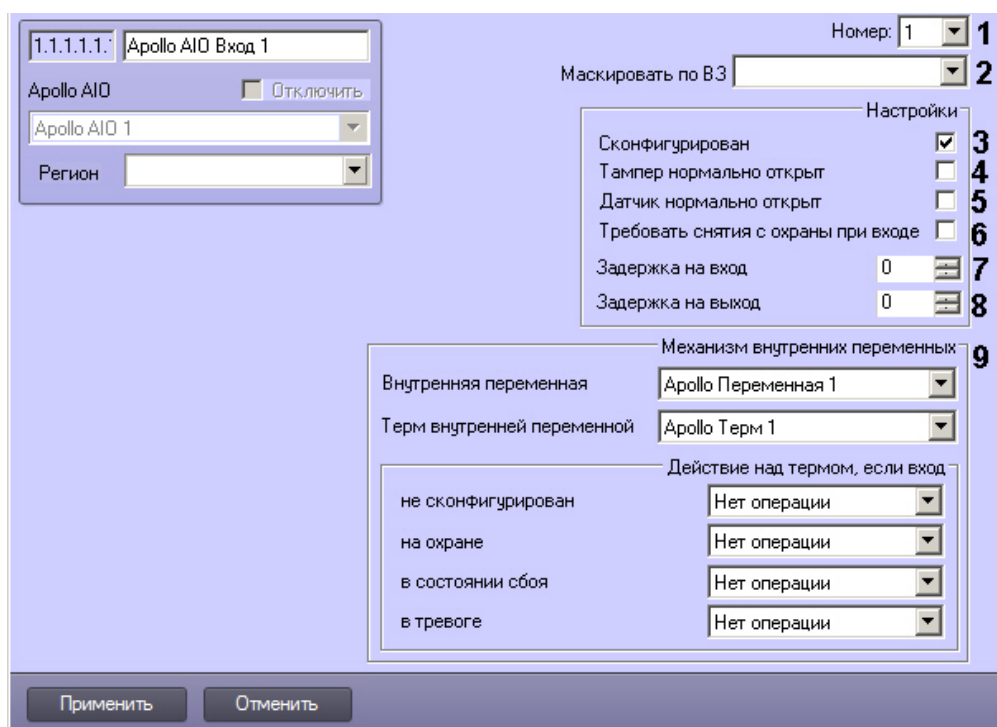 1.1.1.1.1.
Apollo AIO Вход 1
Apollo AIO
Отключить
Apollo AIO 1
Регион
Номер: 1
1
Маскировать по ВЗ
2
Настройки
Сконфигурирован
3
Тампер нормально открыт
4
Датчик нормально открыт
5
Требовать снятия с охраны при входе
6
Задержка на вход 0
7
Задержка на выход 0
8
Механизм внутренних переменных
9
Внутренняя переменная Apollo Переменная 1
Терм внутренней переменной Apollo Терм 1
Действие над термом, если вход
не сконфигурирован Нет операции
на охране Нет операции
в состоянии сбоя Нет операции
в тревоге Нет операции
Применить
Отменить